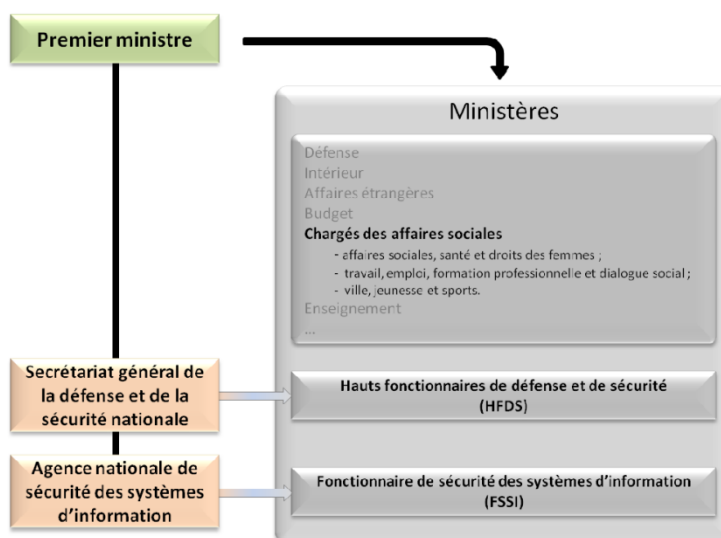 Premier ministre
Ministères
Défense
Intérieur
Affaires étrangères
Budget
Chargés des affaires sociales
- affaires sociales, santé et droits des femmes ;
- travail, emploi, formation professionnelle et dialogue social ;
- ville, jeunesse et sports.
Enseignement
...
Secrétariat général de
la défense et de la
sécurité nationale
Hauts fonctionnaires de défense et de sécurité
(HFDS)
Agence nationale de
sécurité des systèmes
d'information
Fonctionnaire de sécurité des systèmes d'information
(FSSI)